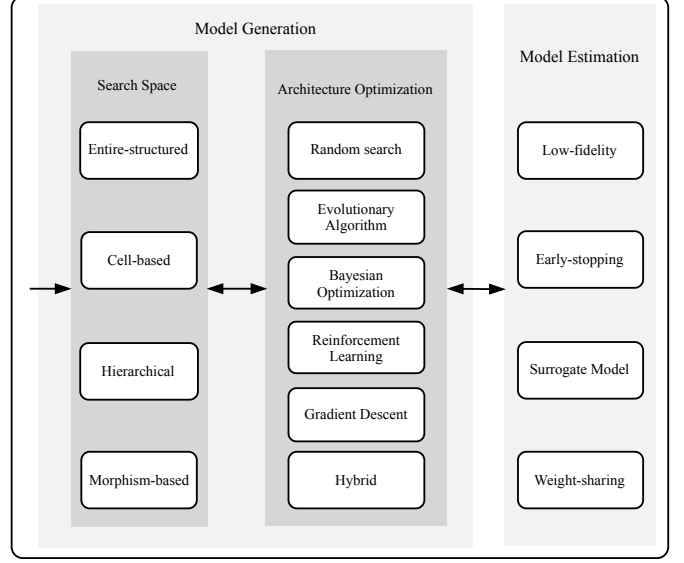 Model Generation
Search Space
Entire-structured
Cell-based
Hierarchical
Morphism-based
Architecture Optimization
Random search
Evolutionary
Algorithm
Bayesian
Optimization
Reinforcement
Learning
Gradient Descent
Hybrid
Model Estimation
Low-fidelity
Early-stopping
Surrogate Model
Weight-sharing